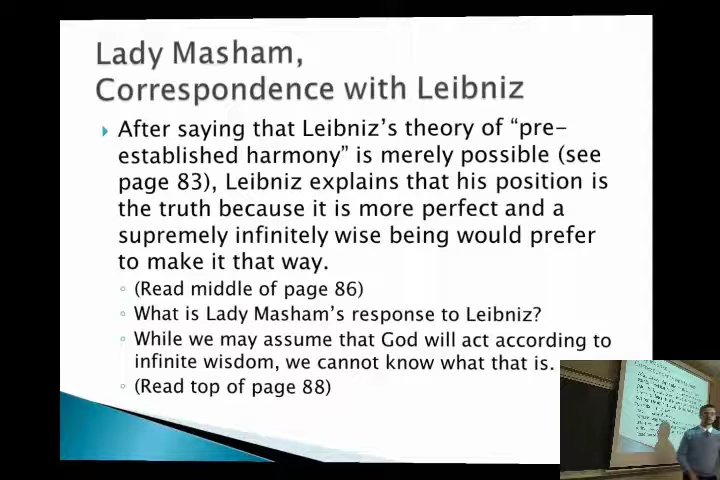 Lady Masham,
Correspondence with Leibniz
After saying that Leibniz's theory of "pre-
established harmony" is merely possible (see
page 83), Leibniz explains that his position is
the truth because it is more perfect and a
supremely infinitely wise being would prefer
to make it that way.
(Read middle of page 86)
What is Lady Masham's response to Leibniz?
While we may assume that God will act according to
infinite wisdom, we cannot know what that is.
(Read top of page 88)